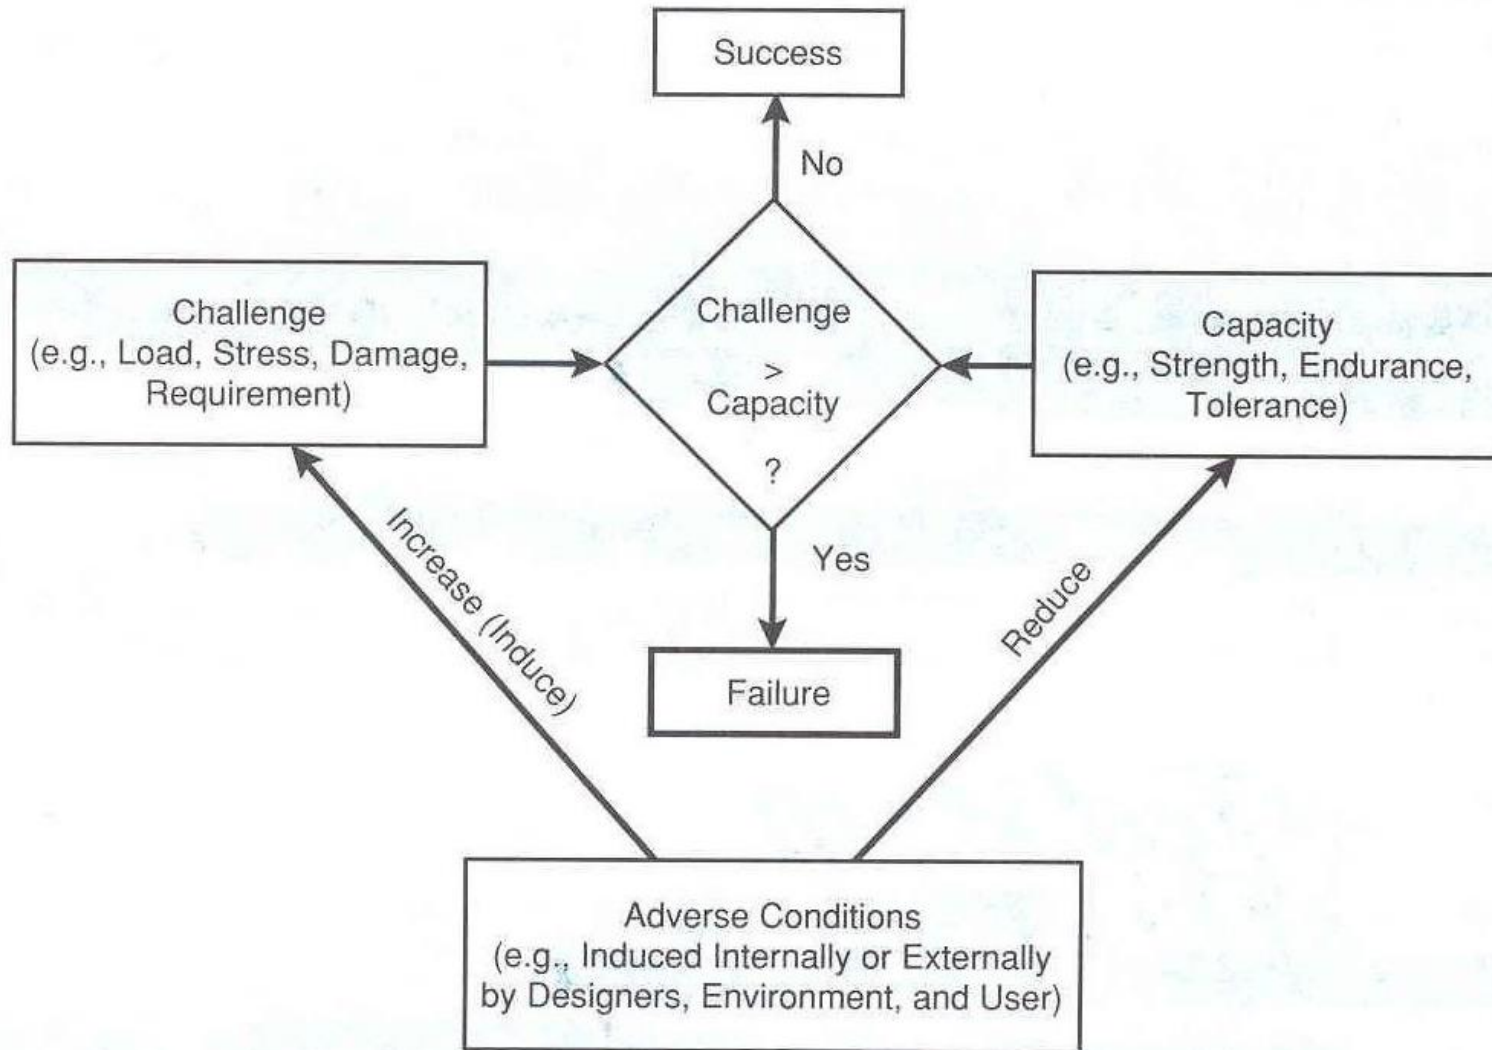 Success
No
Challenge
(e.g., Load, Stress, Damage,
Requirement)
Challenge
>
Capacity
?
Capacity
(e.g., Strength, Endurance,
Tolerance)
Increase (Induce)
Yes
Reduce
Failure
Adverse Conditions
(e.g., Induced Internally or Externally
by Designers, Environment, and User)